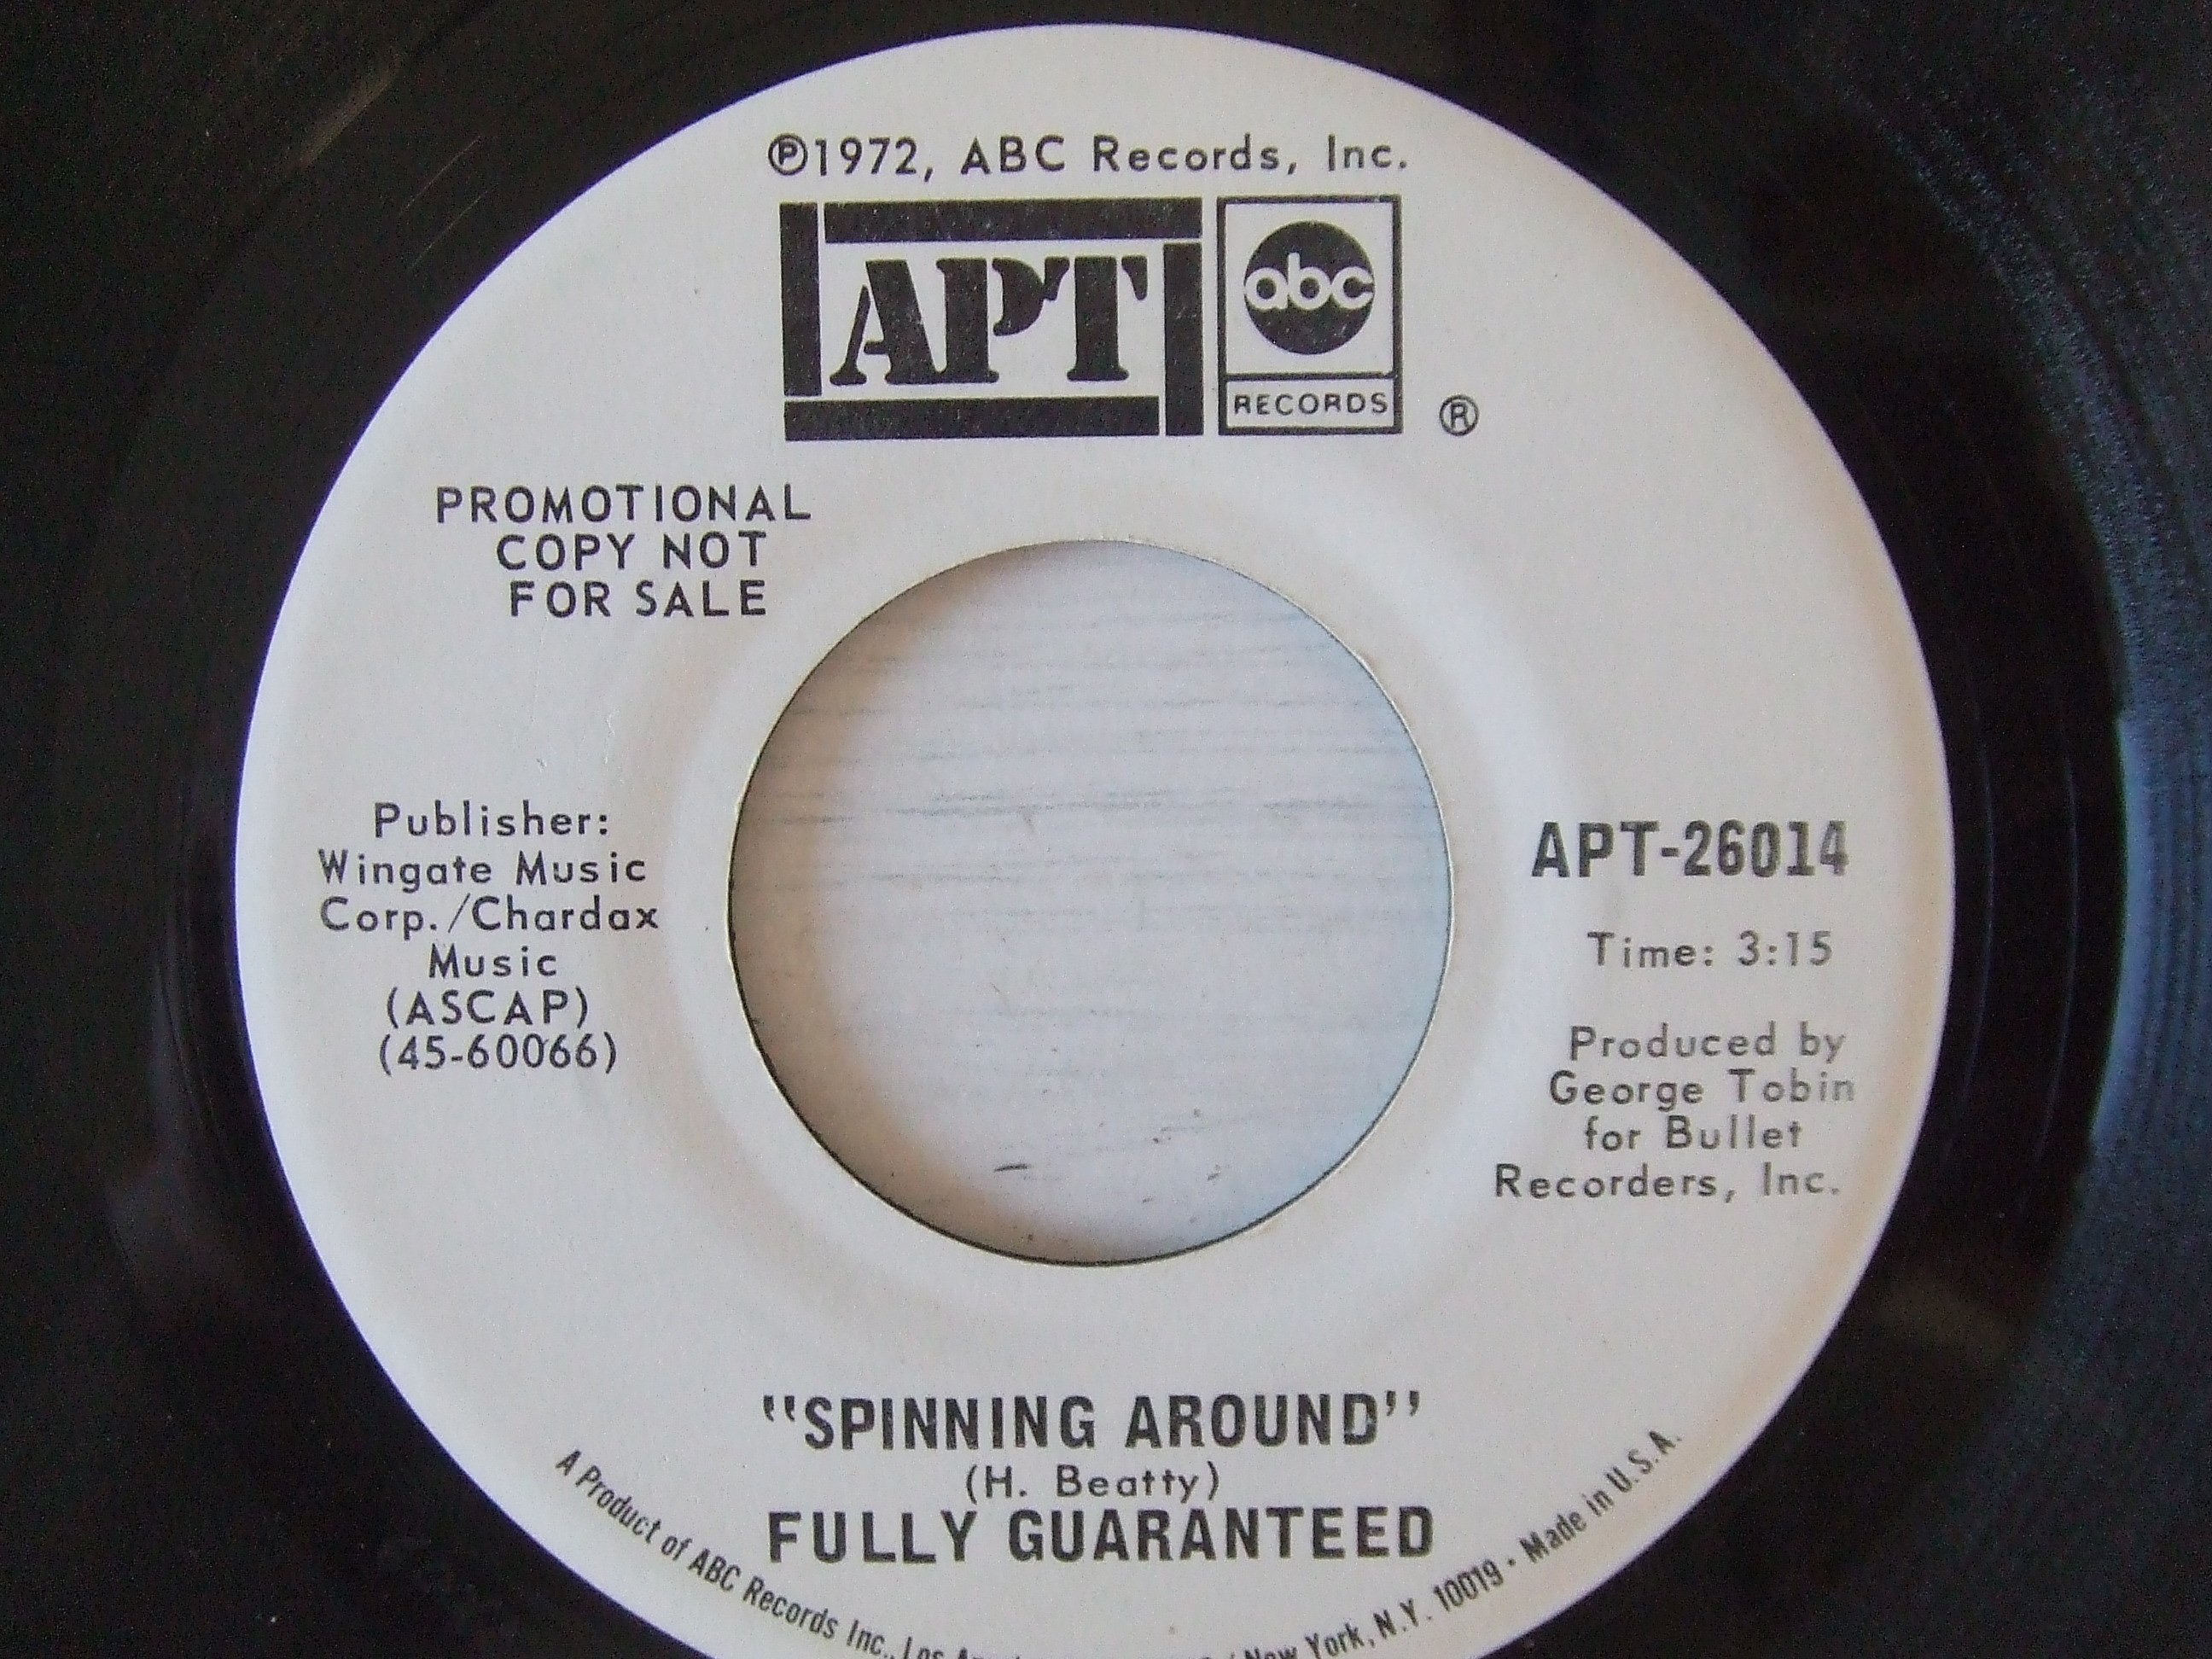 ℗1972, ABC Records, Inc.
APT
abc
RECORDS ®
PROMOTIONAL
COPY NOT
FOR SALE
Publisher:
Wingate Music
Corp./Chardax
Music
(ASCAP)
(45-60066)
APT-26014
Time: 3:15
Produced by
George Tobin
for Bullet
Recorders, Inc.
"SPINNING AROUND"
(H. Beatty)
FULLY GUARANTEED
A Product of ABC Records Inc., Los New York, N.Y. 10019 • Made in U.S.A.